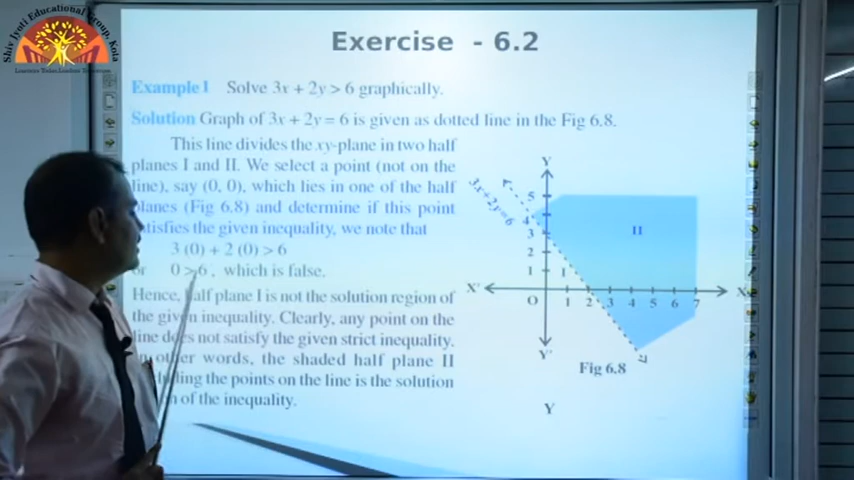 Shiv Jyoti Educational Group, Kota
Exercise - 6.2
Example 1 Solve 3x + 2y > 6 graphically.
Solution Graph of 3x + 2y = 6 is given as dotted line in the Fig 6.8.
This line divides the xy-plane in two half
planes I and II. We select a point (not on the
line), say (0, 0), which lies in one of the half
planes (Fig 6.8) and determine if this point
atisfies the given inequality, we note that
3 (0) + 2 (0) > 6
or 0 > 6 , which is false.
Hence, half plane I is not the solution region of
the given inequality. Clearly, any point on the
line does not satisfy the given strict inequality.
other words, the shaded half plane II
the points on the line is the solution
of the inequality.
Y
3x+2y=6
5
4
3
2
1
I
II
X'
O
1 2 3 4 5 6 7
X
Y'
Fig 6.8
Y